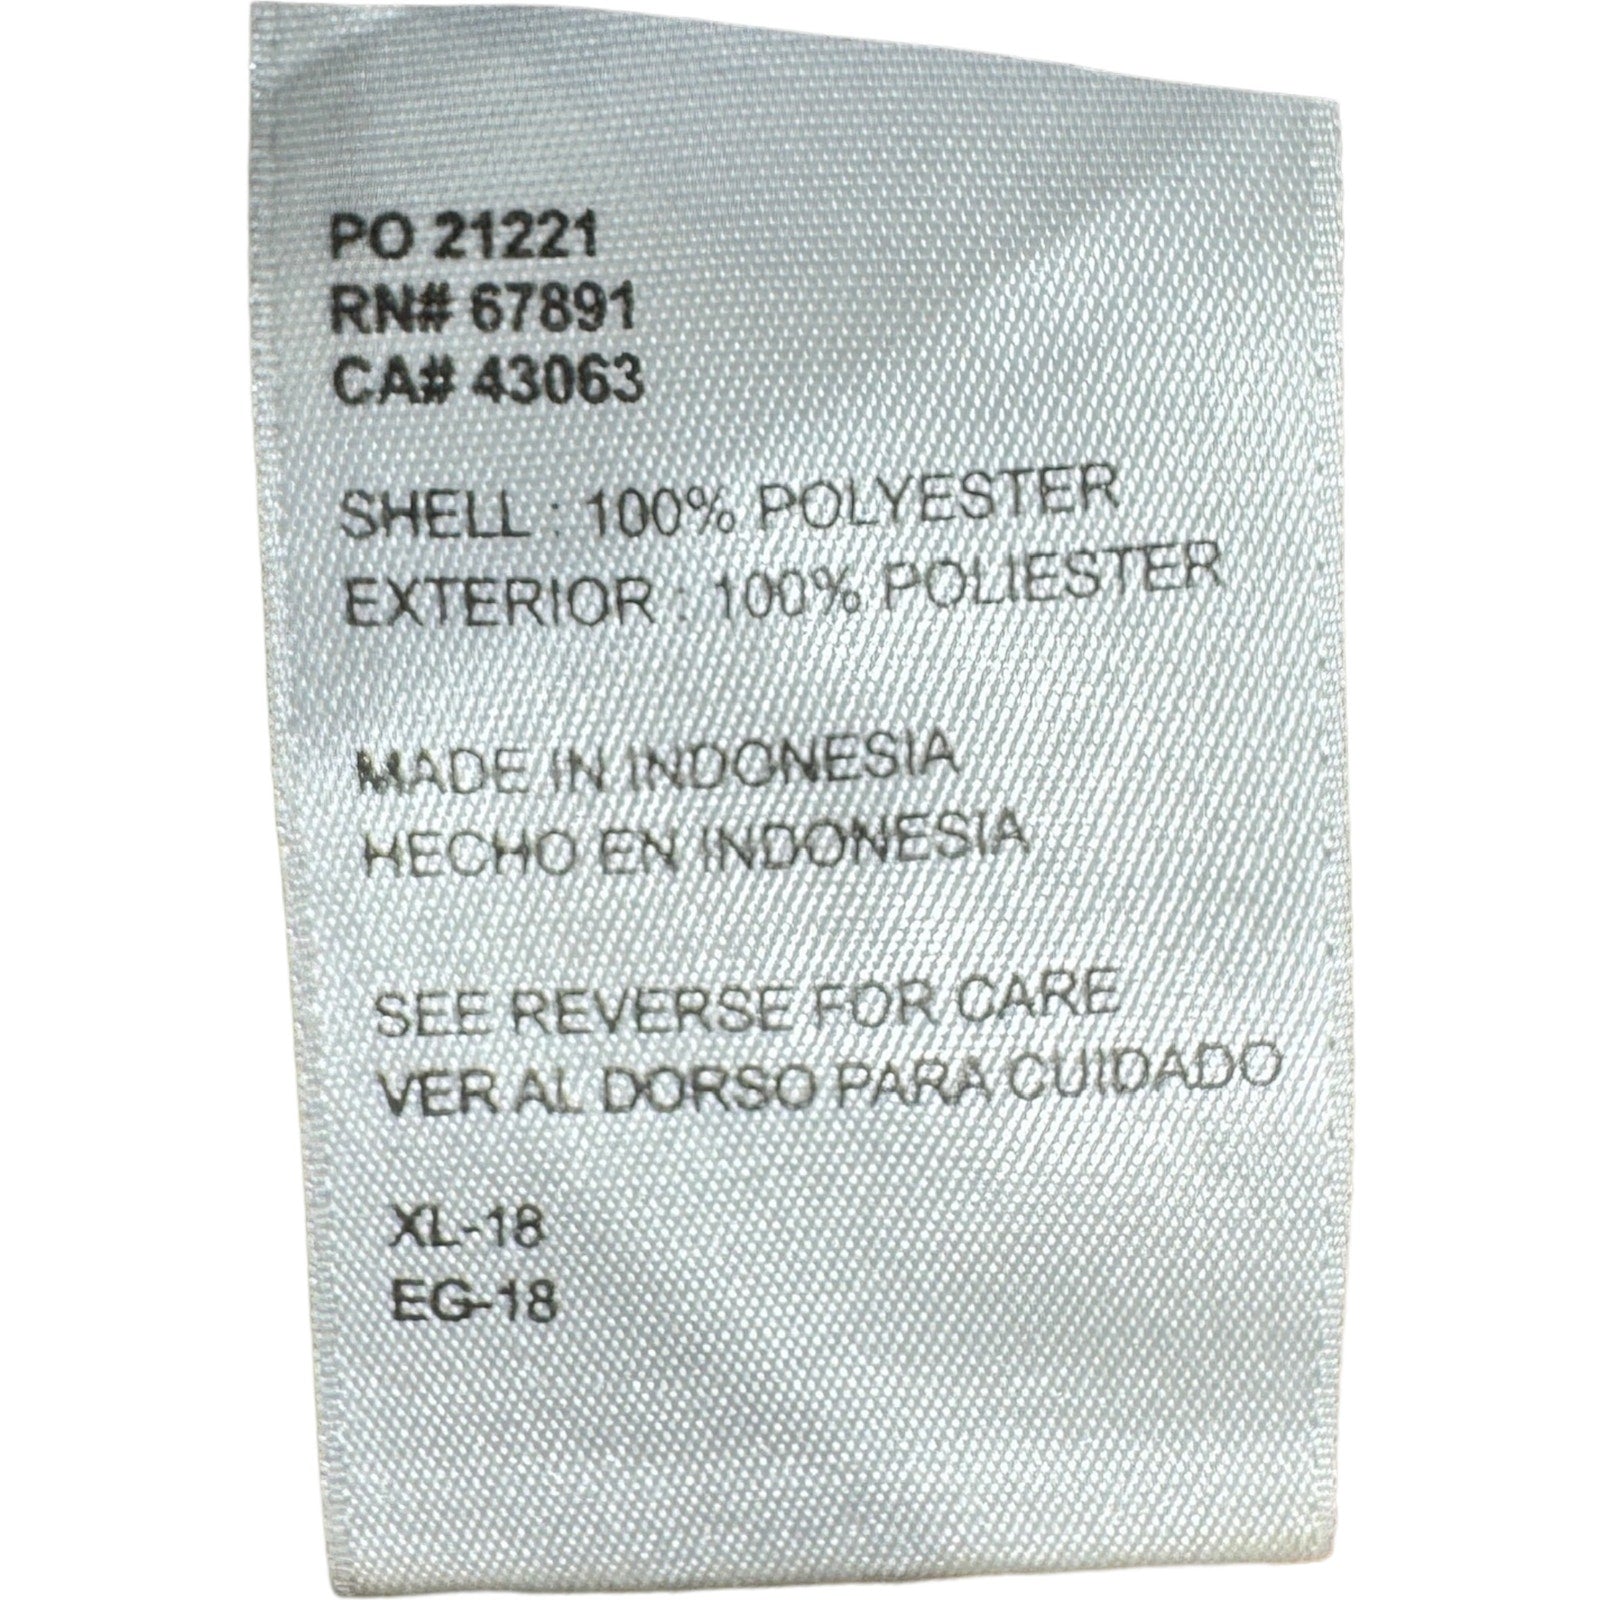 PO 21221
RN# 67891
CA# 43063
SHELL : 100% POLYESTER
EXTERIOR : 100% POLIESTER
MADE IN INDONESIA
HECHO EN INDONESIA
SEE REVERSE FOR CARE
VER AL DORSO PARA CUIDADO
XL-18
EG-18